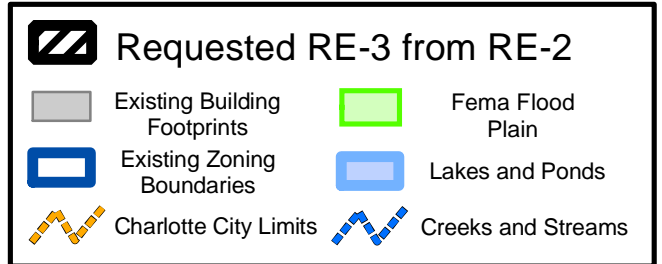 Requested RE-3 from RE-2
Existing Building
Footprints
Fema Flood
Plain
Existing Zoning
Boundaries
Lakes and Ponds
Charlotte City Limits
Creeks and Streams